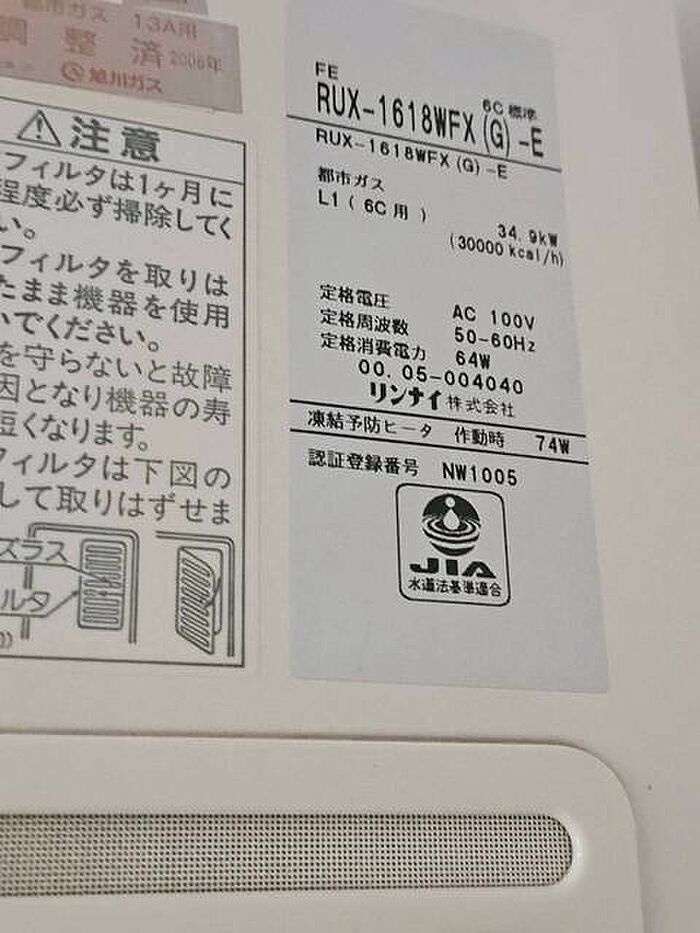 都市ガス 13A用
調整済 2006年
旭川ガス
注意
フィルタは1ヶ月に
程度必ず掃除してく
い。
フィルタを取りは
たまま機器を使用
いでください。
を守らないと故障
因となり機器の寿
短くなります。
フィルタは下図の
して取りはずせま
ズラス
ルタ
FE
6C標準
RUX-1618WFX(G)-E
RUX-1618WFX(G)-E
都市ガス
L1(6C用)
34.9kW
(30000kcal/h)
定格電圧 AC 100V
定格周波数 50-60Hz
定格消費電力 64W
00.05-004040
リンナイ株式会社
凍結予防ヒータ 作動時 74W
認証登録番号 NW1005
JIA
水道法基準適合